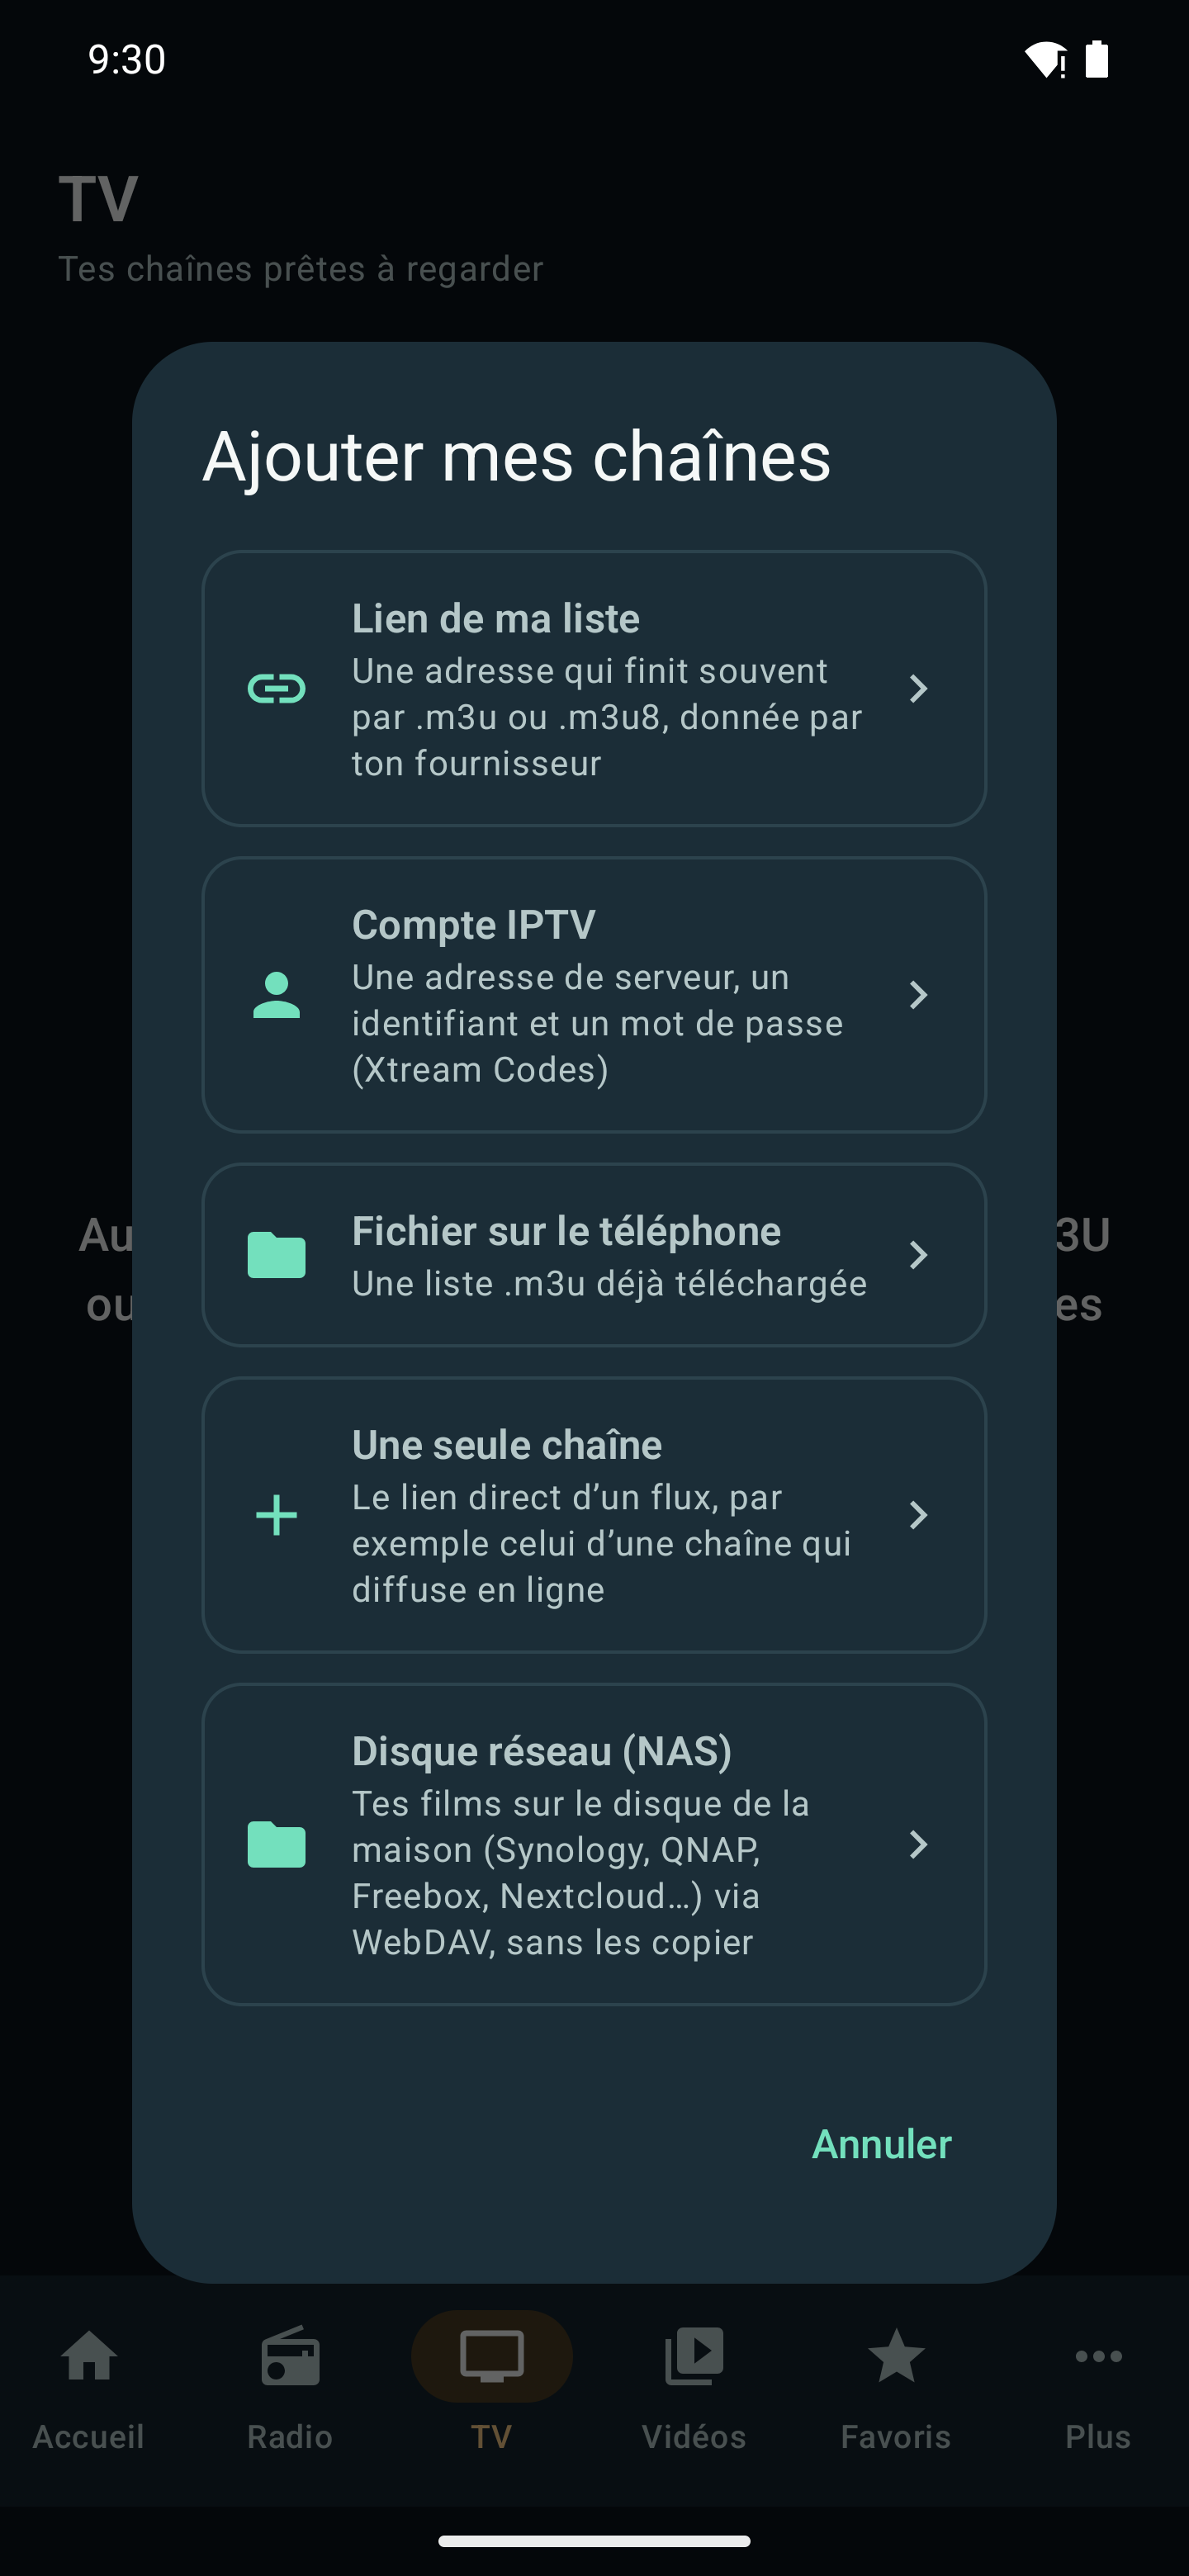 9:30
TV
Tes chaînes prêtes à regarder
Ajouter mes chaînes
Lien de ma liste
Une adresse qui finit souvent
par .m3u ou .m3u8, donnée par
ton fournisseur
Compte IPTV
Une adresse de serveur, un
identifiant et un mot de passe
(Xtream Codes)
Fichier sur le téléphone
Une liste .m3u déjà téléchargée
Une seule chaîne
Le lien direct d’un flux, par
exemple celui d’une chaîne qui
diffuse en ligne
Disque réseau (NAS)
Tes films sur le disque de la
maison (Synology, QNAP,
Freebox, Nextcloud…) via
WebDAV, sans les copier
Annuler
Accueil
Radio
TV
Vidéos
Favoris
Plus